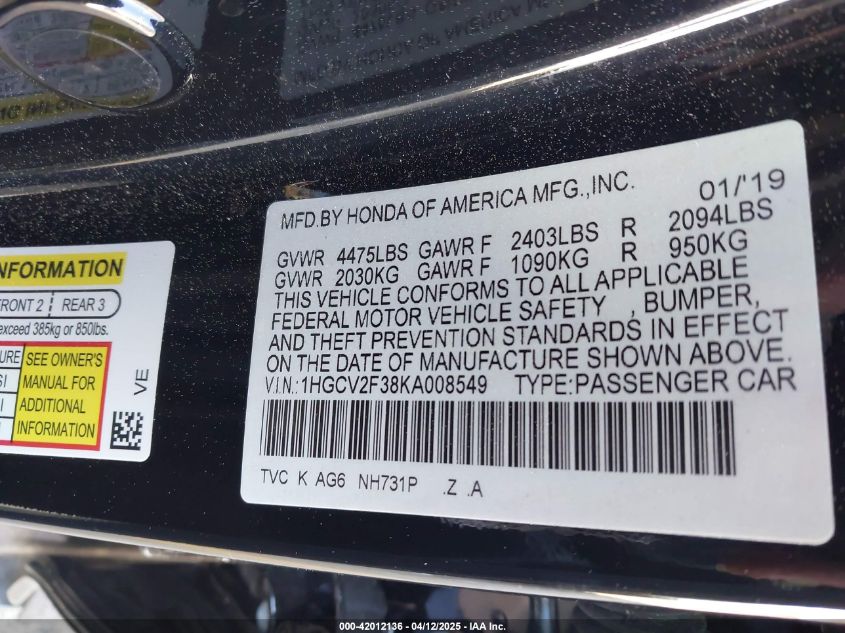 MFD.BY HONDA OF AMERICA MFG.,INC. 01/'19
GVWR 4475LBS GAWR F 2403LBS R 2094LBS
GVWR 2030KG GAWR F 1090KG R 950KG
THIS VEHICLE CONFORMS TO ALL APPLICABLE
FEDERAL MOTOR VEHICLE SAFETY , BUMPER,
AND THEFT PREVENTION STANDARDS IN EFFECT
ON THE DATE OF MANUFACTURE SHOWN ABOVE.
V.I.N.:1HGCV2F38KA008549 TYPE:PASSENGER CAR
TVC K AG6 NH731P .Z .A
NFORMATION
FRONT 2 REAR 3
exceed 385kg or 850lbs.
SEE OWNER'S
MANUAL FOR
ADDITIONAL
INFORMATION
VE
000-42012136 - 04/12/2025 - IAA Inc.